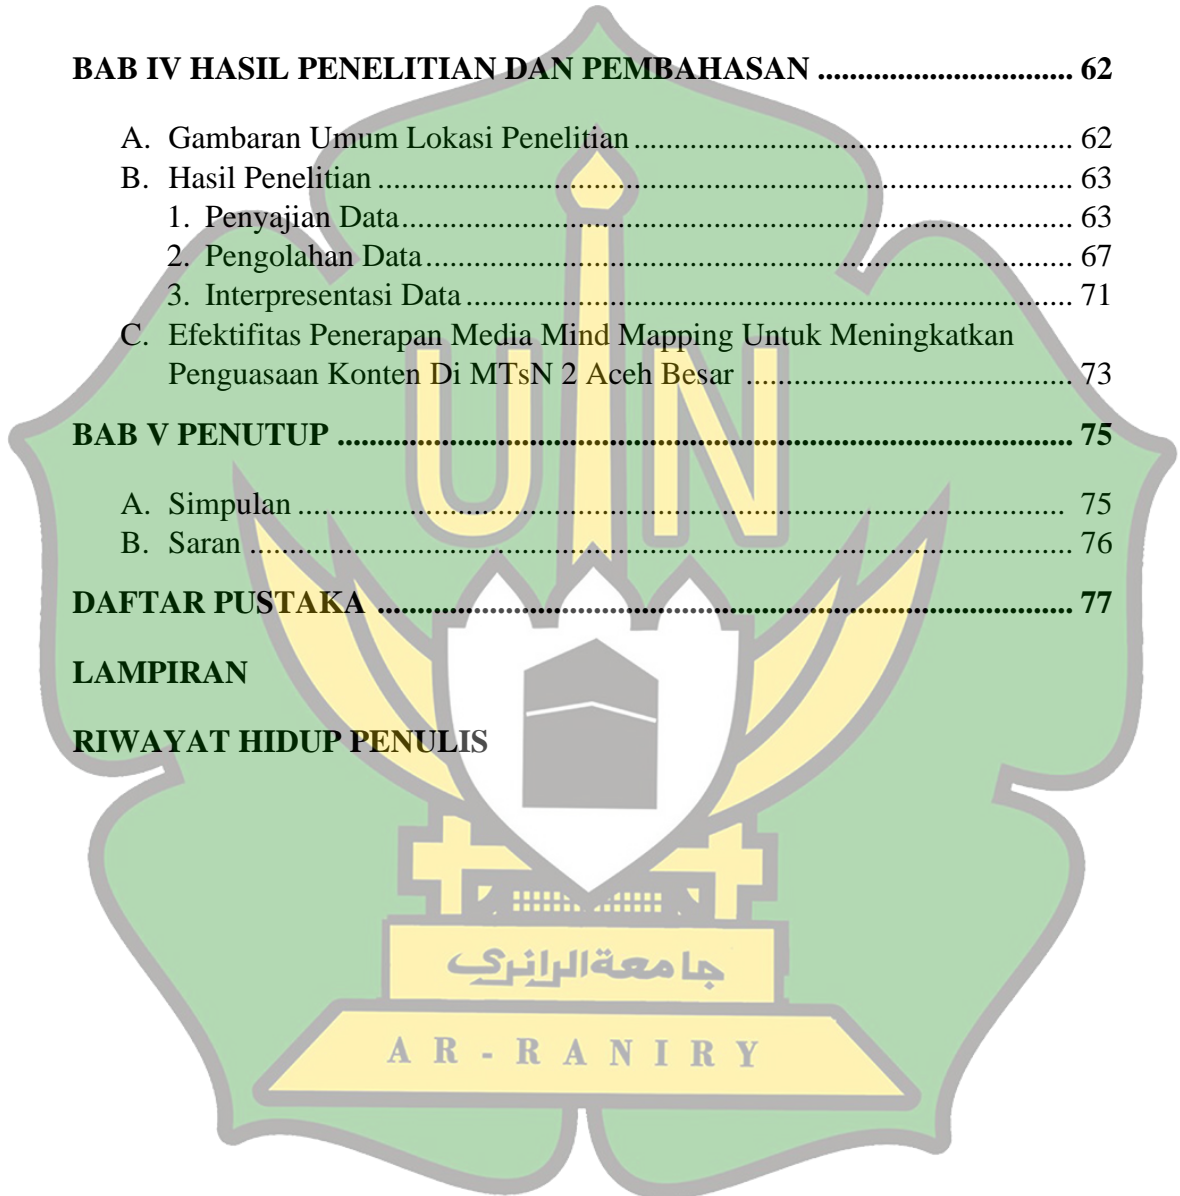 BAB IV HASIL PENELITIAN DAN PEMBAHASAN ................................ 62
A. Gambaran Umum Lokasi Penelitian ....................................................... 62
B. Hasil Penelitian ....................................................................................... 63
1. Penyajian Data .................................................................................... 63
2. Pengolahan Data ................................................................................. 67
3. Interpresentasi Data ............................................................................ 71
C. Efektifitas Penerapan Media Mind Mapping Untuk Meningkatkan
Penguasaan Konten Di MTsN 2 Aceh Besar ......................................... 73
BAB V PENUTUP ............................................................................................ 75
A. Simpulan ................................................................................................ 75
B. Saran ....................................................................................................... 76
DAFTAR PUSTAKA ....................................................................................... 77
LAMPIRAN
RIWAYAT HIDUP PENULIS
UIN
جامعةالرانرى
AR-RANIRY